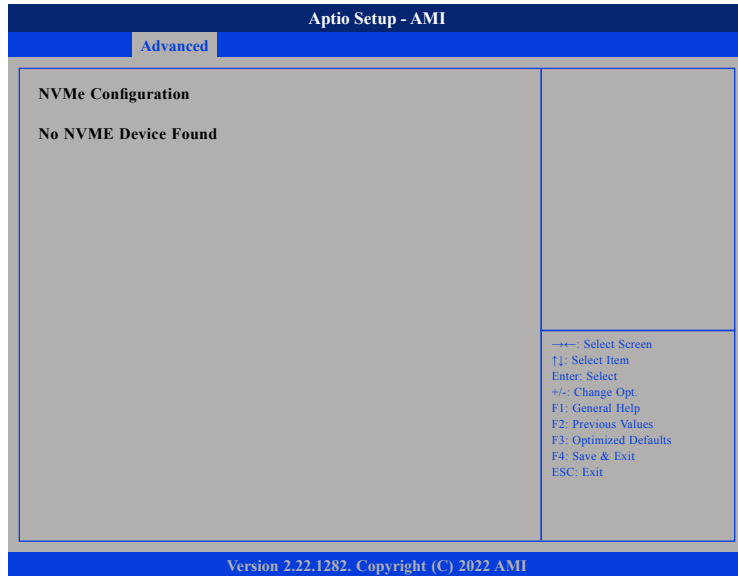 Aptio Setup - AMI
Advanced
NVMe Configuration
No NVME Device Found
→←: Select Screen
↑↓: Select Item
Enter: Select
+/-: Change Opt.
F1: General Help
F2: Previous Values
F3: Optimized Defaults
F4: Save & Exit
ESC: Exit
Version 2.22.1282. Copyright (C) 2022 AMI